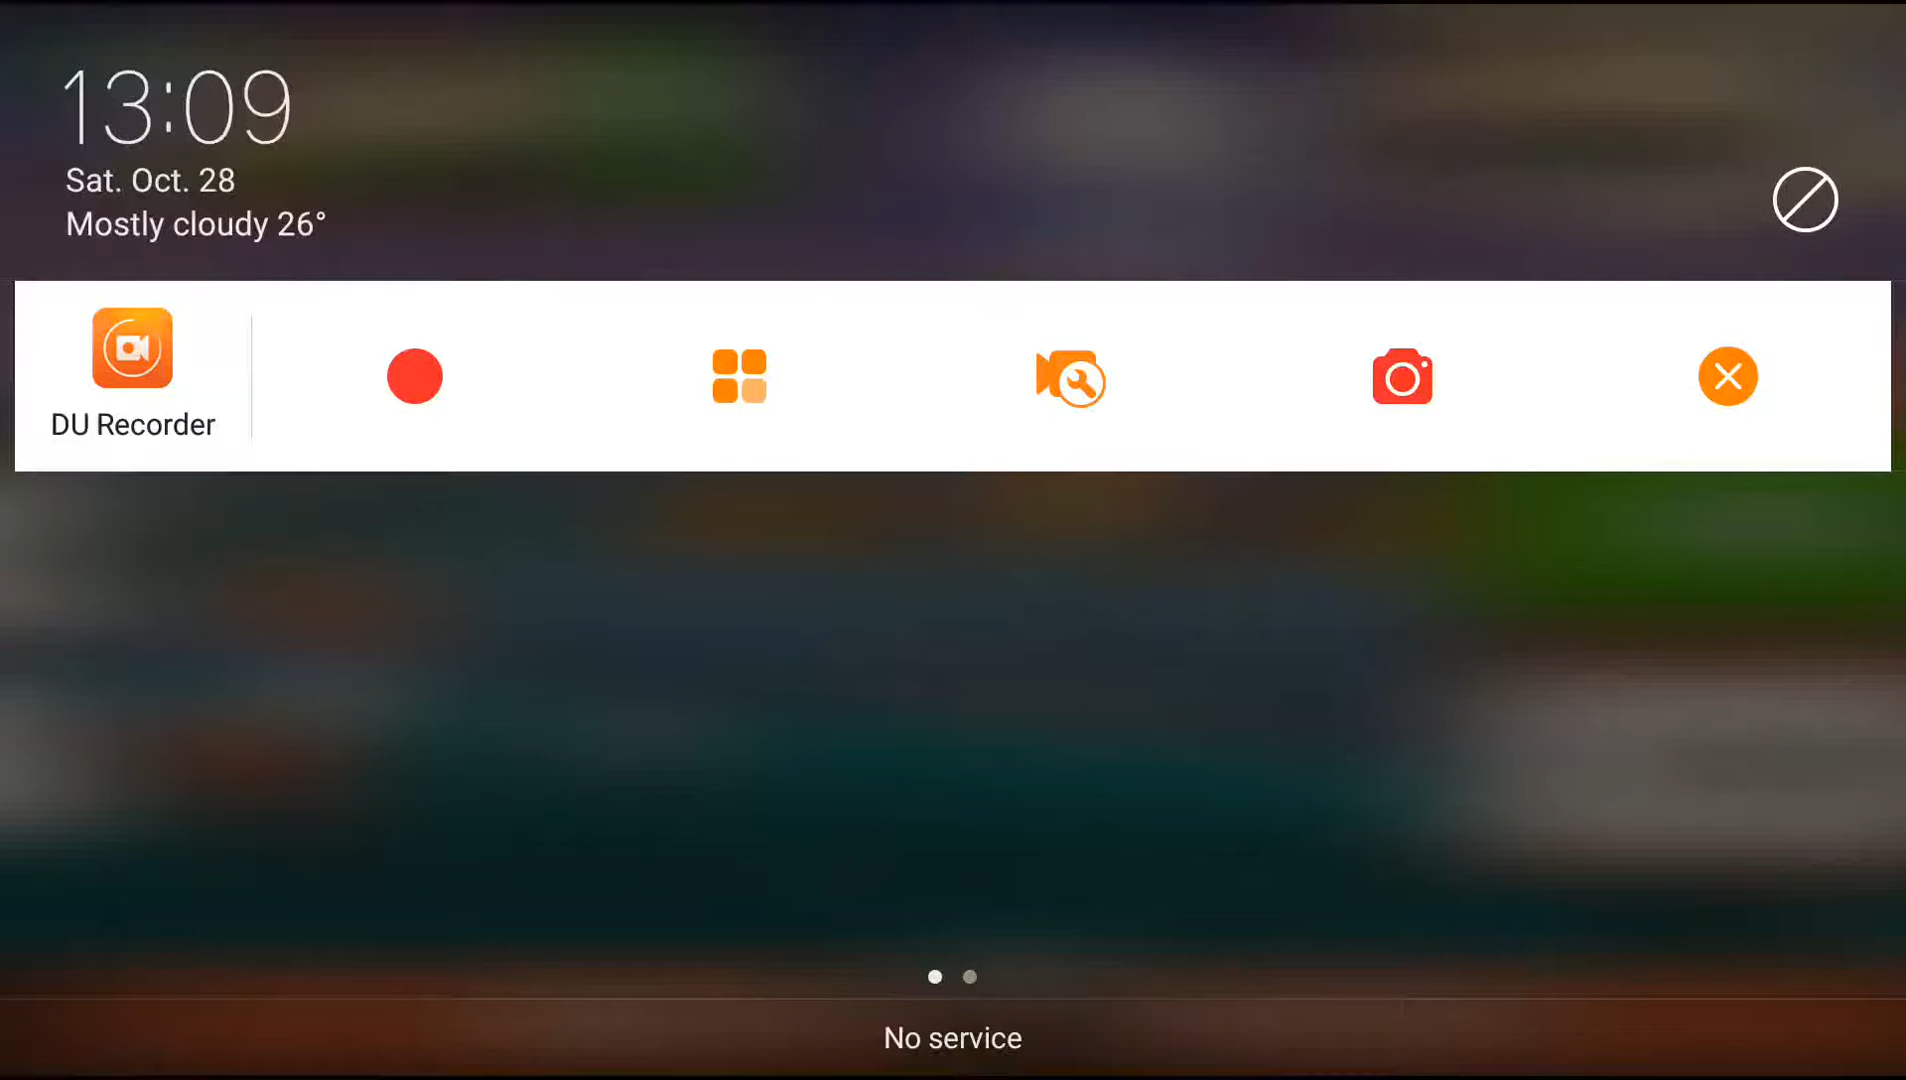 13:09
Sat. Oct. 28
Mostly cloudy 26°
DU Recorder
No service